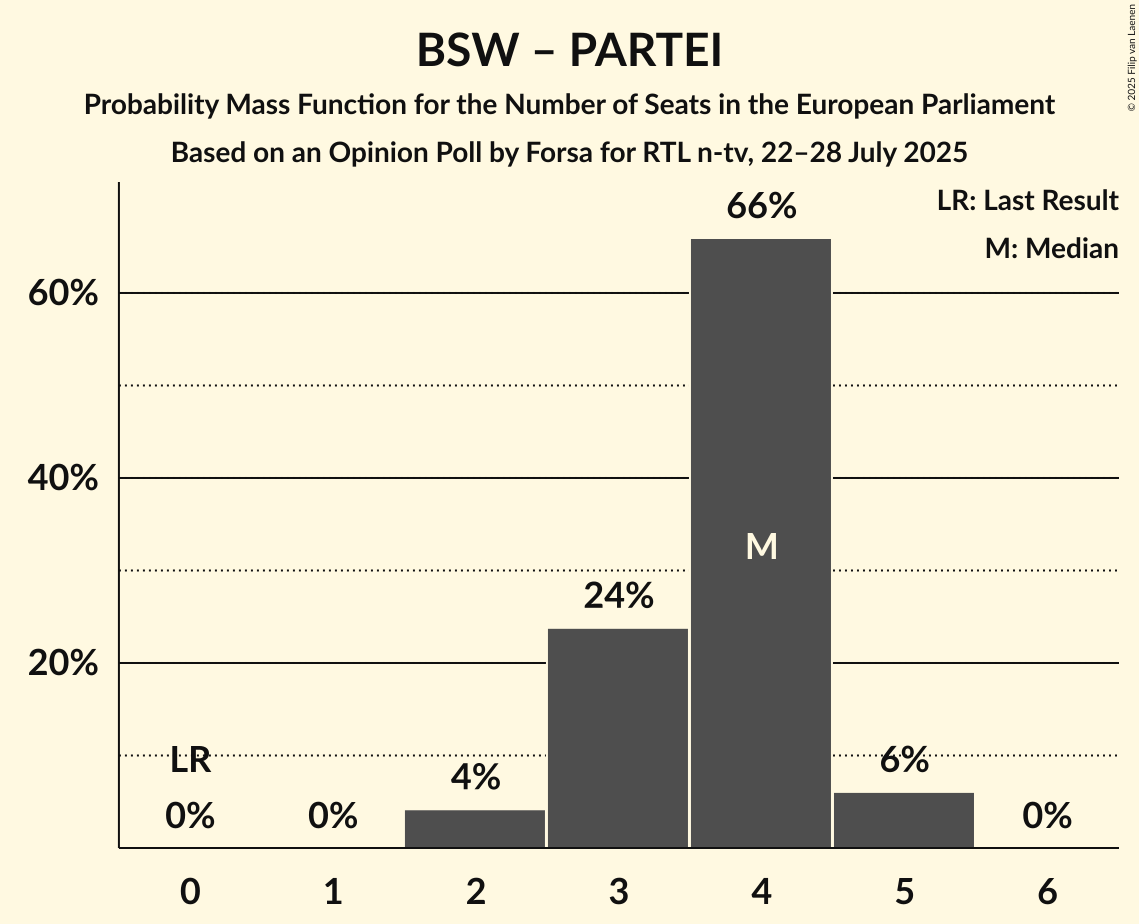 BSW – PARTEI
Probability Mass Function for the Number of Seats in the European Parliament
Based on an Opinion Poll by Forsa for RTL n-tv, 22–28 July 2025
© 2025 Filip van Laenen
LR: Last Result
M: Median
66%
60%
40%
M
24%
20%
LR
4%
6%
0%
0%
0%
0
1
2
3
4
5
6